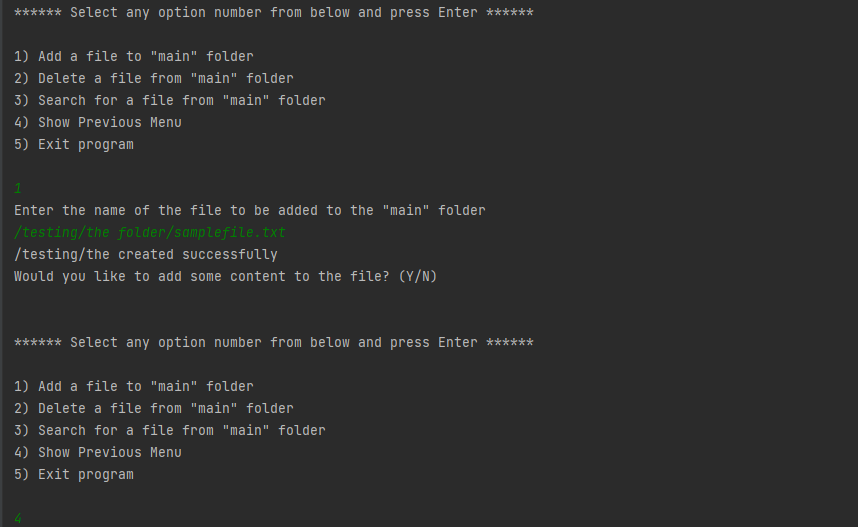 ****** Select any option number from below and press Enter ******
1) Add a file to "main" folder
2) Delete a file from "main" folder
3) Search for a file from "main" folder
4) Show Previous Menu
5) Exit program
1
Enter the name of the file to be added to the "main" folder
/testing/the folder/samplefile.txt
/testing/the created successfully
Would you like to add some content to the file? (Y/N)
****** Select any option number from below and press Enter ******
1) Add a file to "main" folder
2) Delete a file from "main" folder
3) Search for a file from "main" folder
4) Show Previous Menu
5) Exit program
4